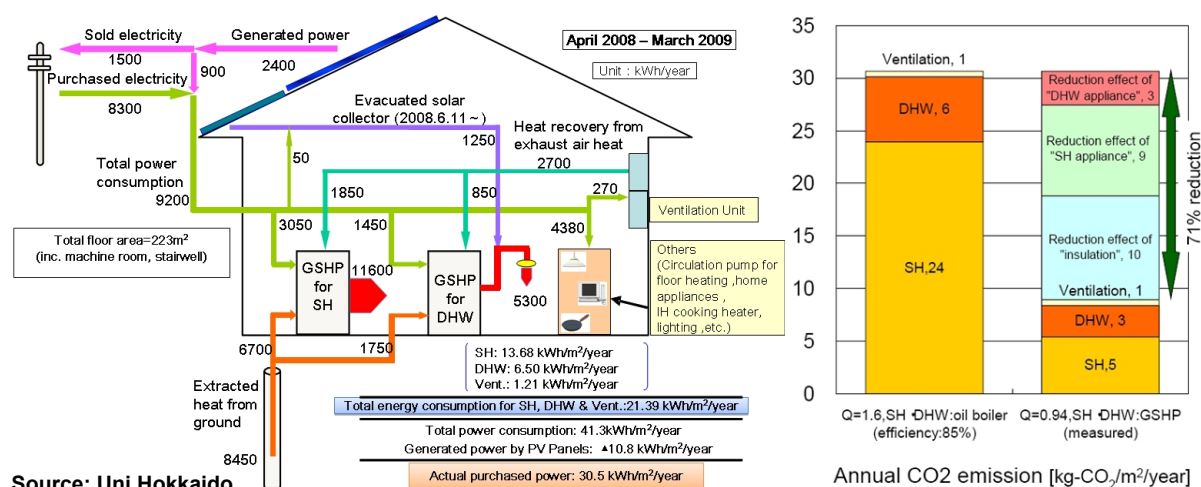 Sold electricity
1500
Generated power
2400
900
Purchased electricity
8300
April 2008 – March 2009
Unit : kWh/year
Evacuated solar
collector (2008.6.11~)
1250
Heat recovery from
exhaust air heat
2700
50
Total power
consumption
9200
1850
850
270
3050
1450
4380
Ventilation Unit
Total floor area=223m²
(inc. machine room, stairwell)
GSHP
for
SH
11600
GSHP
for
DHW
5300
Others
(Circulation pump for
floor heating ,home
appliances ,
IH cooking heater,
lighting ,etc.)
6700
1750
Extracted
heat from
ground
8450
SH: 13.68 kWh/m²/year
DHW: 6.50 kWh/m²/year
Vent.: 1.21 kWh/m²/year
Total energy consumption for SH, DHW & Vent.:21.39 kWh/m²/year
Total power consumption: 41.3kWh/m²/year
Generated power by PV Panels: ▲10.8 kWh/m²/year
Actual purchased power: 30.5 kWh/m²/year
Source: Uni Hokkaido
35
30
25
20
15
10
5
0
Ventilation, 1
DHW, 6
SH,24
Reduction effect of
"DHW appliance", 3
Reduction effect of
"SH appliance", 9
Reduction effect of
"insulation", 10
Ventilation, 1
DHW, 3
SH,5
71% reduction
Q=1.6,SH・DHW:oil boiler
(efficiency:85%)
Q=0.94,SH・DHW:GSHP
(measured)
Annual CO2 emission [kg-CO₂/m²/year]